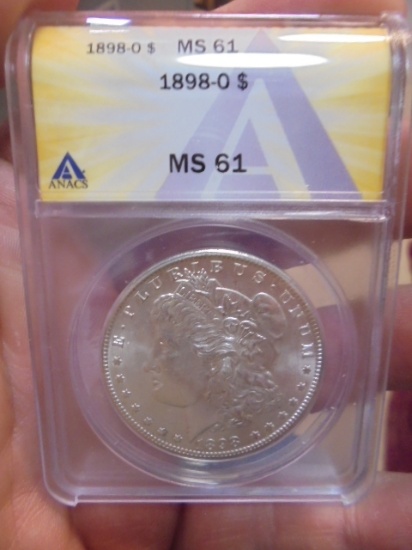 1898-O $ MS 61
1898-O $
MS 61
ANACS
E·PLURIBUS·UNUM
1898